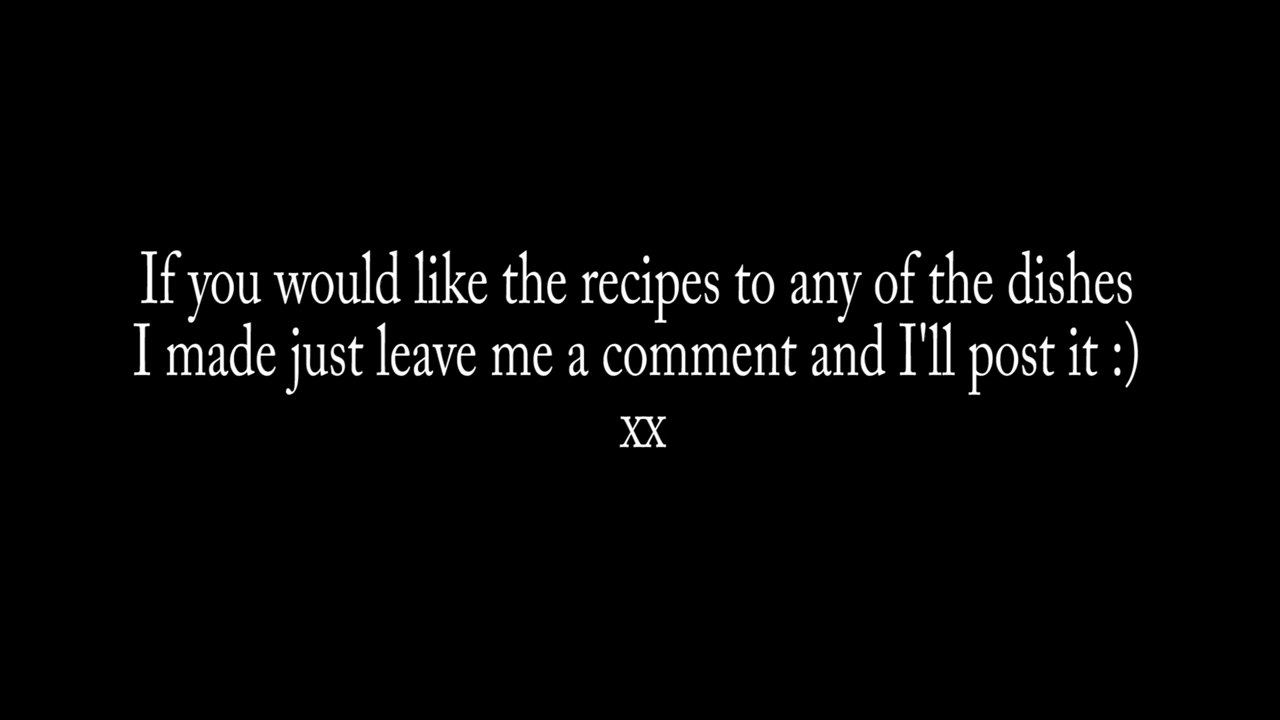 If you would like the recipes to any of the dishes
I made just leave me a comment and I'll post it :)
xx